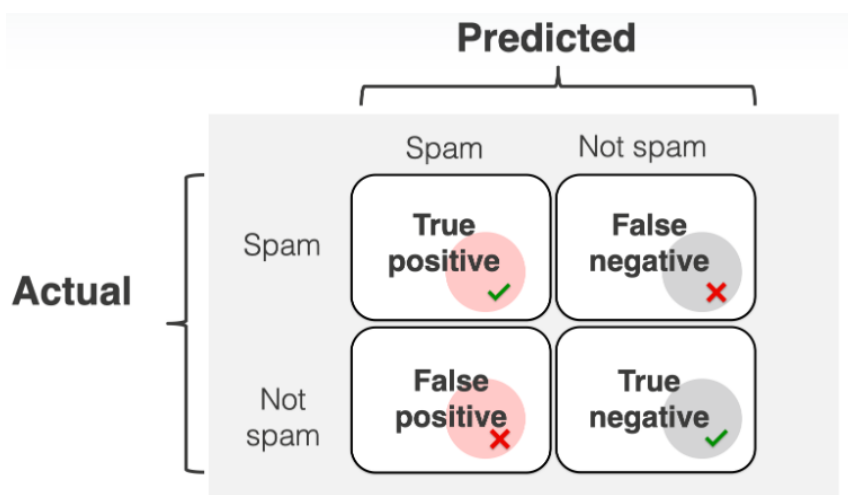 Predicted
Spam
Not spam
Spam
True
positive
False
negative
Actual
Not
spam
False
positive
True
negative